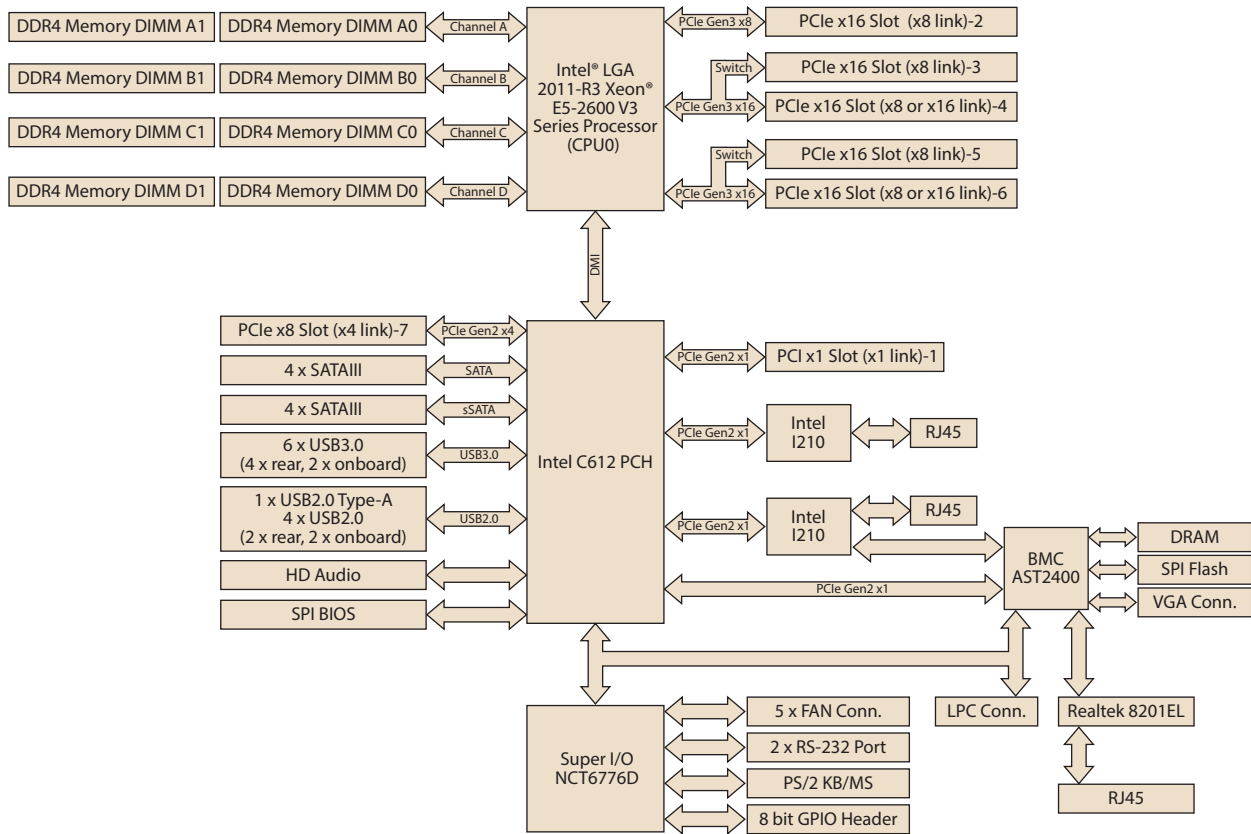 DDR4 Memory DIMM A1
DDR4 Memory DIMM A0
Channel A
DDR4 Memory DIMM B1
DDR4 Memory DIMM B0
Channel B
DDR4 Memory DIMM C1
DDR4 Memory DIMM C0
Channel C
DDR4 Memory DIMM D1
DDR4 Memory DIMM D0
Channel D
Intel® LGA
2011-R3 Xeon®
E5-2600 V3
Series Processor
(CPU0)
PCIe Gen3 x8
PCIe x16 Slot (x8 link)-2
Switch
PCIe x16 Slot (x8 link)-3
PCIe Gen3 x16
PCIe x16 Slot (x8 or x16 link)-4
Switch
PCIe x16 Slot (x8 link)-5
PCIe Gen3 x16
PCIe x16 Slot (x8 or x16 link)-6
DMI
PCIe x8 Slot (x4 link)-7
PCIe Gen2 x4
4 x SATAIII
SATA
4 x SATAIII
sSATA
6 x USB3.0
(4 x rear, 2 x onboard)
USB3.0
1 x USB2.0 Type-A
4 x USB2.0
(2 x rear, 2 x onboard)
USB2.0
HD Audio
SPI BIOS
Intel C612 PCH
PCIe Gen2 x1
PCI x1 Slot (x1 link)-1
PCIe Gen2 x1
Intel
I210
RJ45
PCIe Gen2 x1
Intel
I210
RJ45
PCIe Gen2 x1
BMC
AST2400
DRAM
SPI Flash
VGA Conn.
Super I/O
NCT6776D
5 x FAN Conn.
2 x RS-232 Port
PS/2 KB/MS
8 bit GPIO Header
LPC Conn.
Realtek 8201EL
RJ45